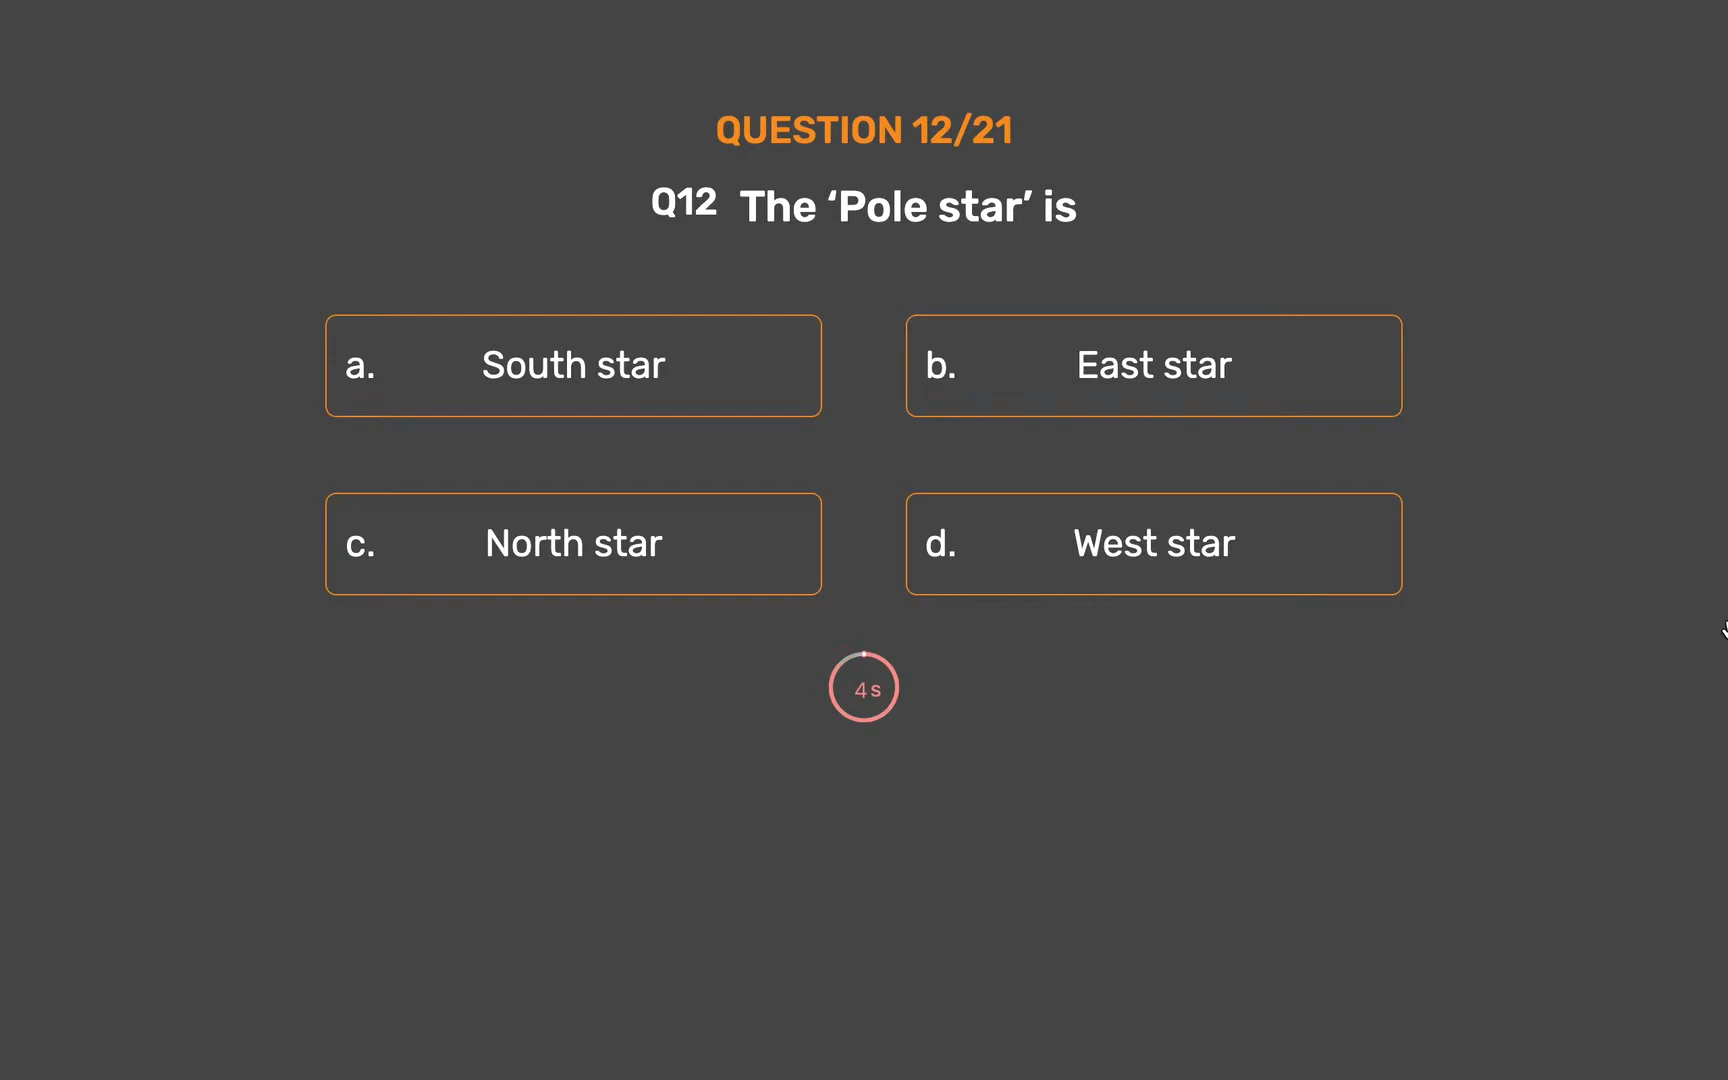 QUESTION 12/21
Q12 The ‘Pole star’ is
a. South star
b. East star
c. North star
d. West star
4s